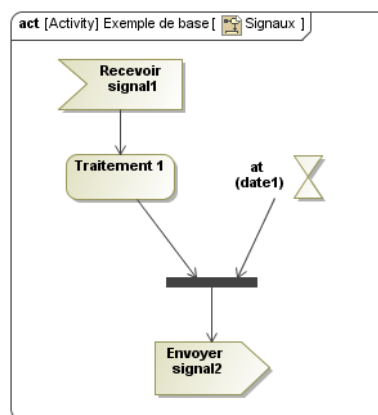 act [Activity] Exemple de base [ Signaux ]
Recevoir
signal1
Traitement 1
at
(date1)
Envoyer
signal2